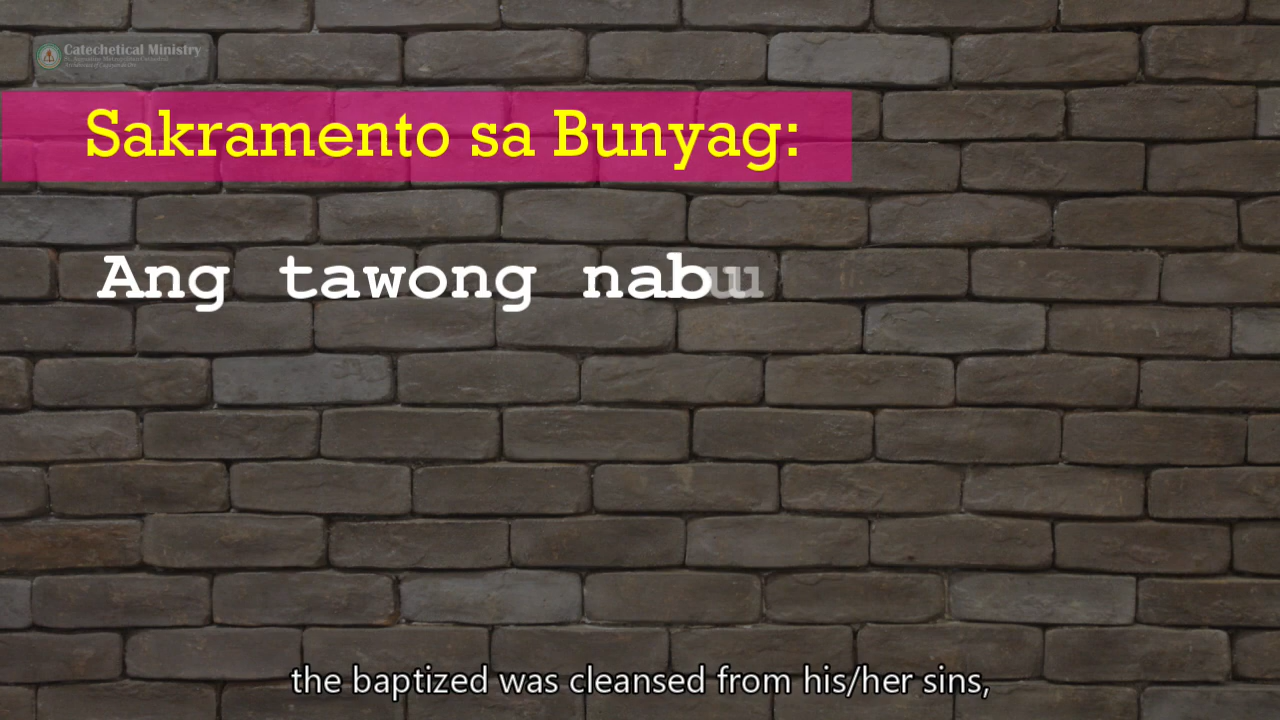 Catechetical Ministry
Sakramento sa Bunyag:
Ang tawong nabu
the baptized was cleansed from his/her sins,